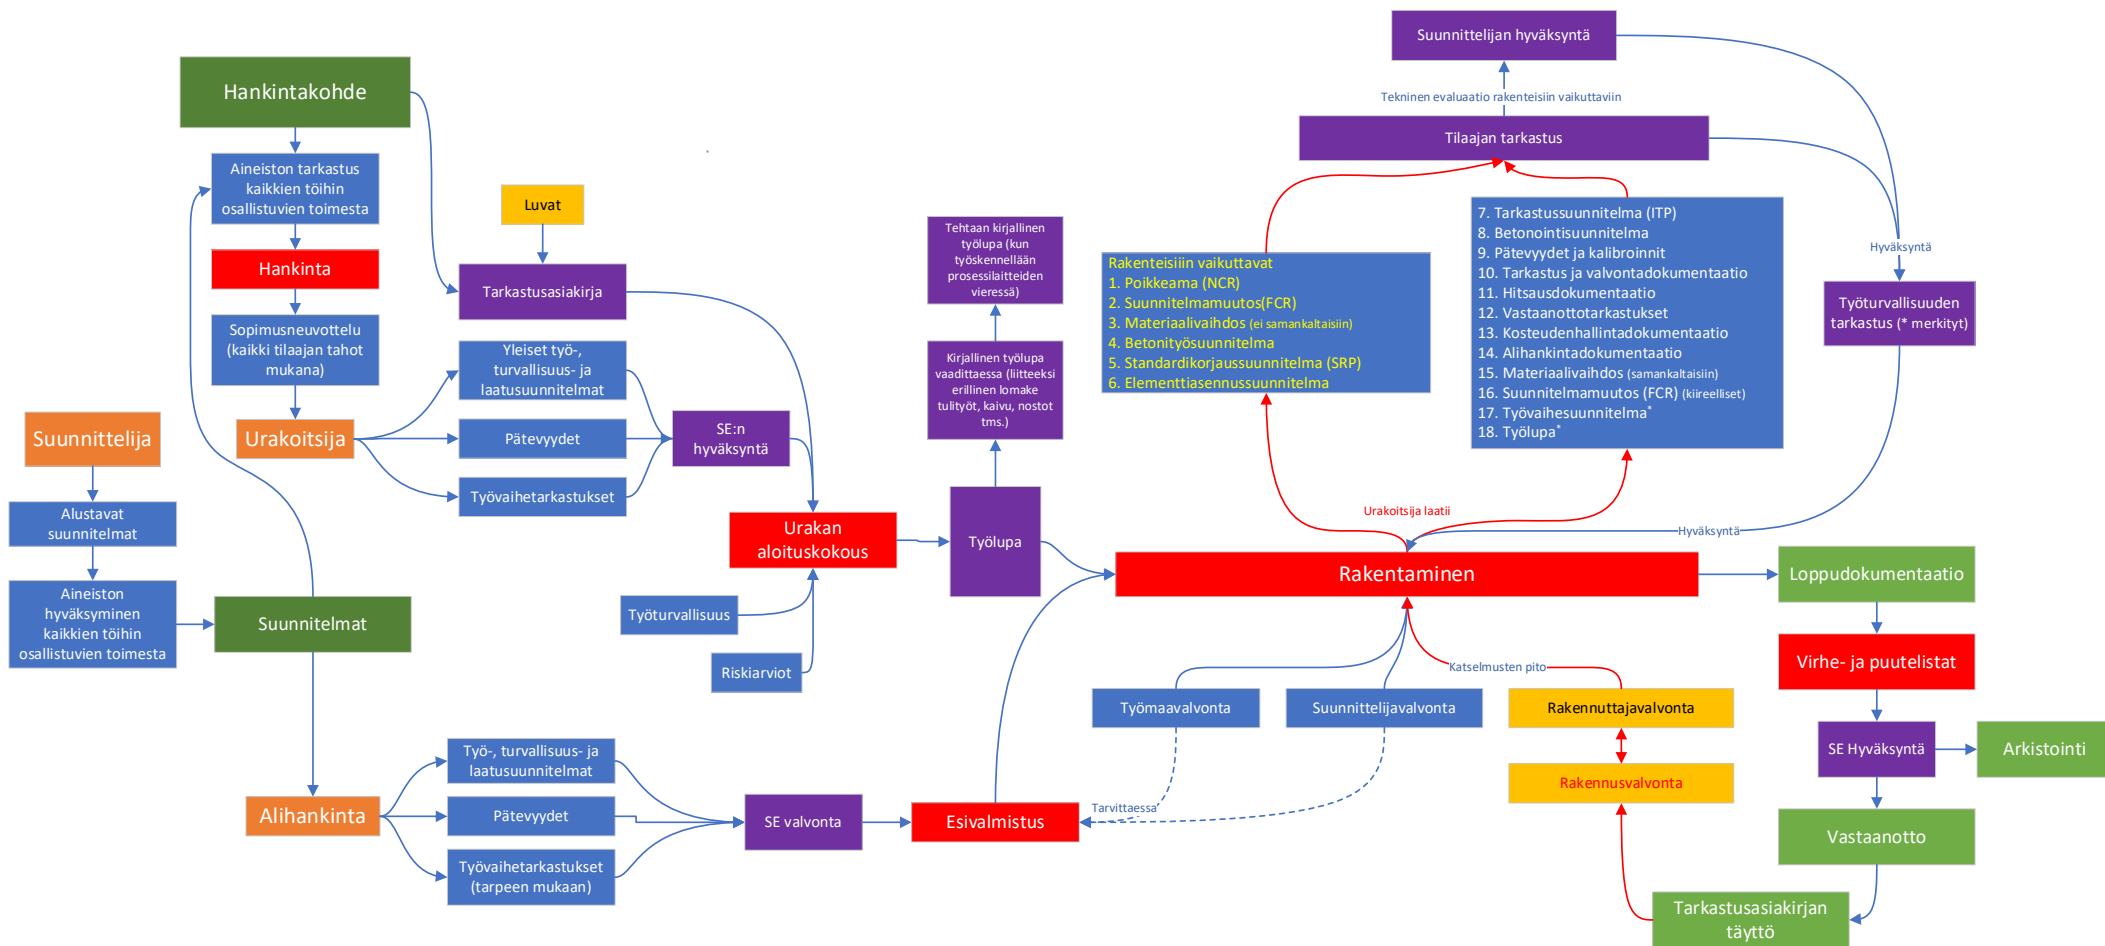 Suunnittelijan hyväksyntä
Hankintakohde
Tekninen evaluaatio rakenteisiin vaikuttaviin
Tilaajan tarkastus
Aineiston tarkastus
kaikkien töihin
osallistuvien toimesta
Luvat
Hankinta
Tarkastusasiakirja
Sopimusneuvottelu
(kaikki tilaajan tahot
mukana)
Tehtaan kirjallinen
työlupa (kun
työskennellään
prosessilaitteiden
vieressä)
Rakenteisiiin vaikuttavat
1. Poikkeama (NCR)
2. Suunnitelmamuutos(FCR)
3. Materiaalivaihdos (ei samankaltaisiin)
4. Betonityösuunnitelma
5. Standardikorjaussuunnitelma (SRP)
6. Elementtiasennussuunnitelma
7. Tarkastussuunnitelma (ITP)
8. Betonointisuunnitelma
9. Pätevyydet ja kalibroinnit
10. Tarkastus ja valvontadokumentaatio
11. Hitsausdokumentaatio
12. Vastaanottotarkastukset
13. Kosteudenhallintadokumentaatio
14. Alihankintadokumentaatio
15. Materiaalivaihdos (samankaltaisiin)
16. Suunnitelmamuutos (FCR) (kiireelliset)
17. Työvaihesuunnitelma*
18. Työlupa*
Hyväksyntä
Työturvallisuuden
tarkastus (* merkityt)
Suunnittelija
Urakoitsija
Yleiset työ-,
turvallisuus- ja
laatusuunnitelmat
Pätevyydet
Työvaihetarkastukset
SE:n
hyväksyntä
Kirjallinen työlupa
vaadittaessa (liitteeksi
erillinen lomake
tulityöt, kaivu, nostot
tms.)
Alustavat
suunnitelmat
Urakan
aloituskokous
Työlupa
Urakoitsija laatii
Hyväksyntä
Rakentaminen
Loppudokumentaatio
Aineiston
hyväksyminen
kaikkien töihin
osallistuvien toimesta
Suunnitelmat
Työturvallisuus
Riskiarviot
Katselmusten pito
Virhe- ja puutelistat
Työmaavalvonta
Suunnittelijavalvonta
Rakennuttajavalvonta
SE Hyväksyntä
Arkistointi
Rakennusvalvonta
Alihankinta
Työ-, turvallisuus- ja
laatusuunnitelmat
Pätevyydet
Työvaihetarkastukset
(tarpeen mukaan)
SE valvonta
Esivalmistus
Tarvittaessa
Vastaanotto
Tarkastusasiakirjan
täyttö